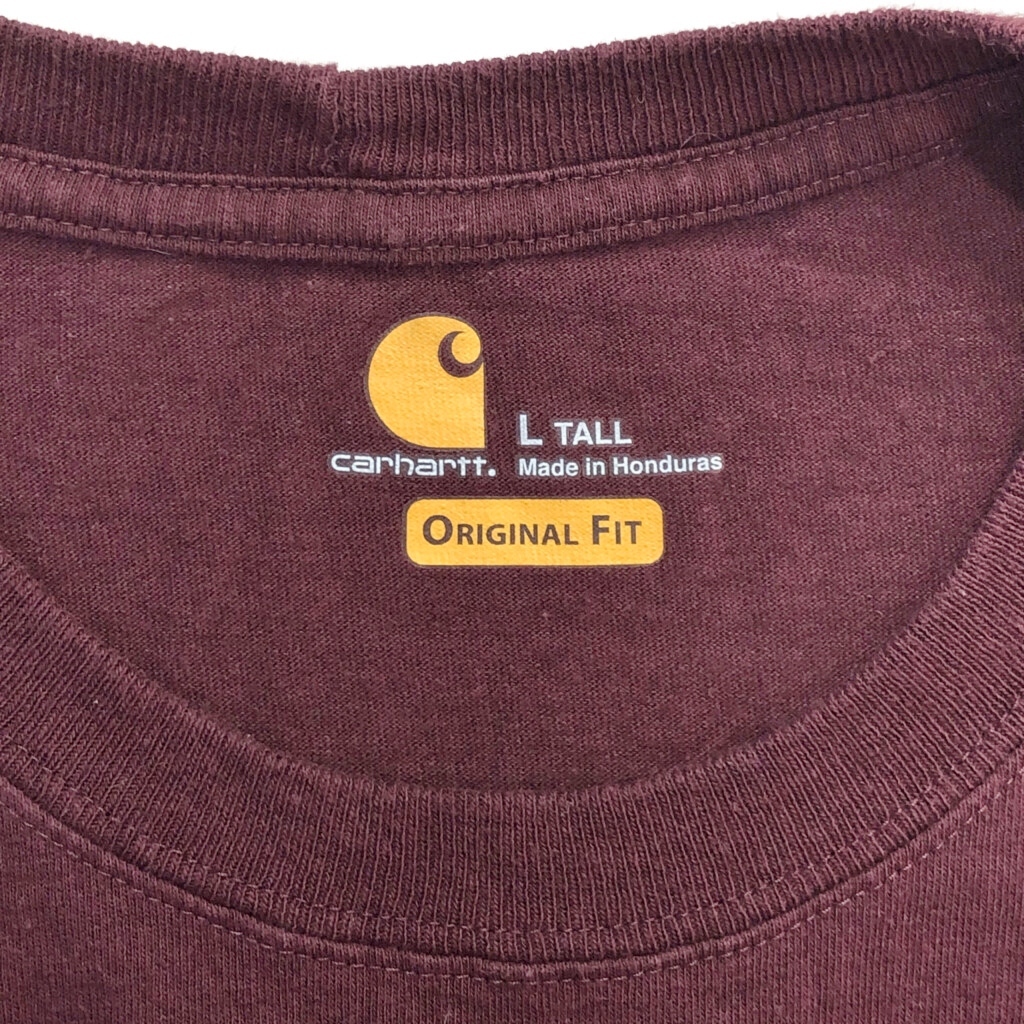 L TALL
carhartt. Made in Honduras
ORIGINAL FIT